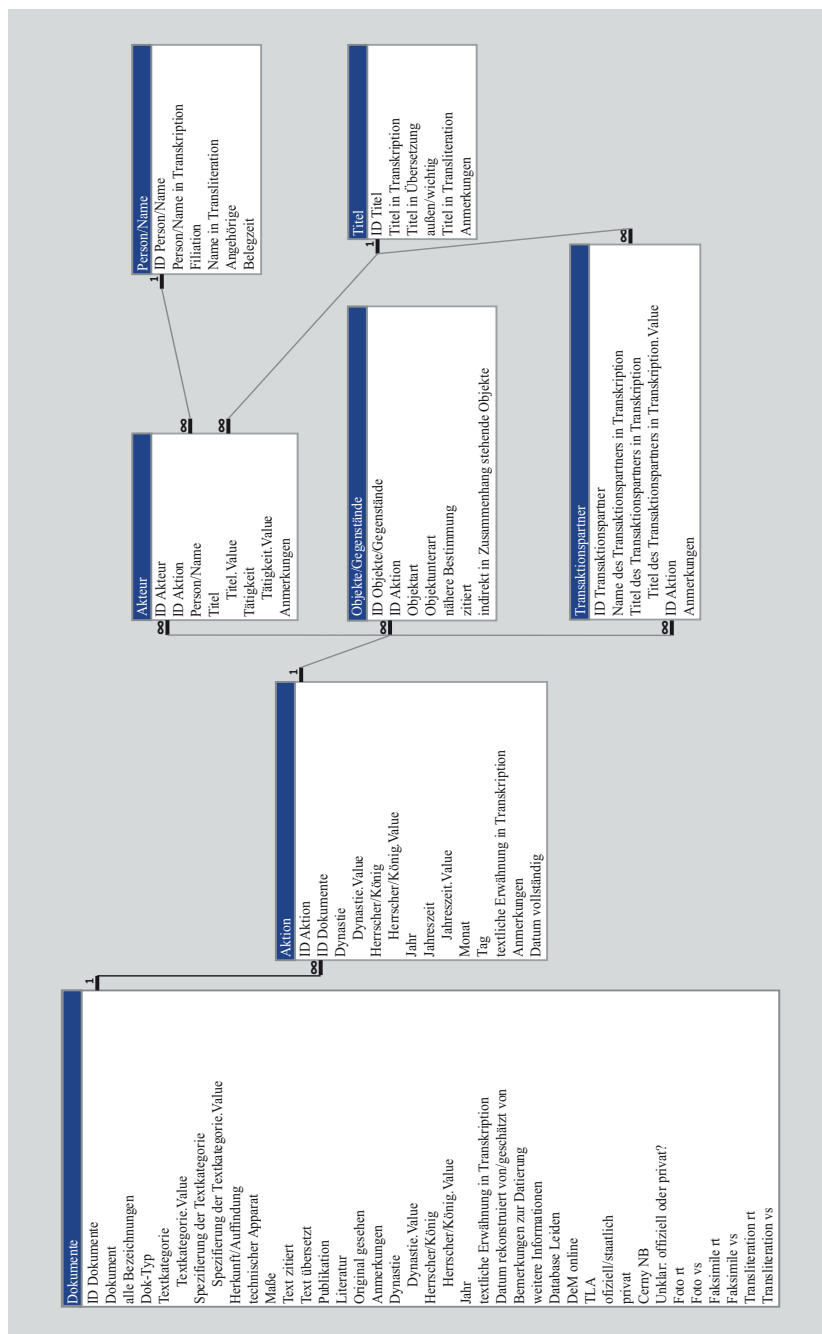 Dokumente
ID Dokumente
Dokument
alle Bezeichnungen
Dok-Typ
Textkategorie
Textkategorie.Value
Spezifierung der Textkategorie
Spezifierung der Textkategorie.Value
Herkunft/Auffindung
technischer Apparat
Maße
Text zitiert
Text übersetzt
Publikation
Literatur
Original gesehen
Anmerkungen
Dynastie
Dynastie.Value
Herrscher/König
Herrscher/König.Value
Jahr
textliche Erwähnung in Transkription
Datum rekonstruiert von/geschätzt von
Bemerkungen zur Datierung
weitere Informationen
Database Leiden
DeM online
TLA
ofiziell/staatlich
privat
Cerny NB
Unklar: offiziell oder privat?
Foto rt
Foto vs
Faksimile rt
Faksimile vs
Transliteration rt
Transliteration vs
1
∞
Aktion
ID Aktion
ID Dokumente
Dynastie
Dynastie.Value
Herrscher/König
Herrscher/König.Value
Jahr
Jahreszeit
Jahreszeit.Value
Monat
Tag
textliche Erwähnung in Transkription
Anmerkungen
Datum vollständig
1
∞
∞
∞
Akteur
ID Akteur
ID Aktion
Person/Name
Titel
Titel.Value
Tätigkeit
Tätigkeit.Value
Anmerkungen
∞
∞
Objekte/Gegenstände
ID Objekte/Gegenstände
ID Aktion
Objektart
Objektunterart
nähere Bestimmung
zitiert
indirekt in Zusammenhang stehende Objekte
Transaktionspartner
ID Transaktionspartner
Name des Transaktionspartners in Transkription
Titel des Transaktionspartners in Transkription
Titel des Transaktionspartners in Transkription.Value
ID Aktion
Anmerkungen
∞
Person/Name
ID Person/Name
Person/Name in Transkription
Filiation
Name in Transliteration
Angehörige
Belegzeit
1
Titel
ID Titel
Titel in Transkription
Titel in Übersetzung
außen/wichtig
Titel in Transliteration
Anmerkungen
1